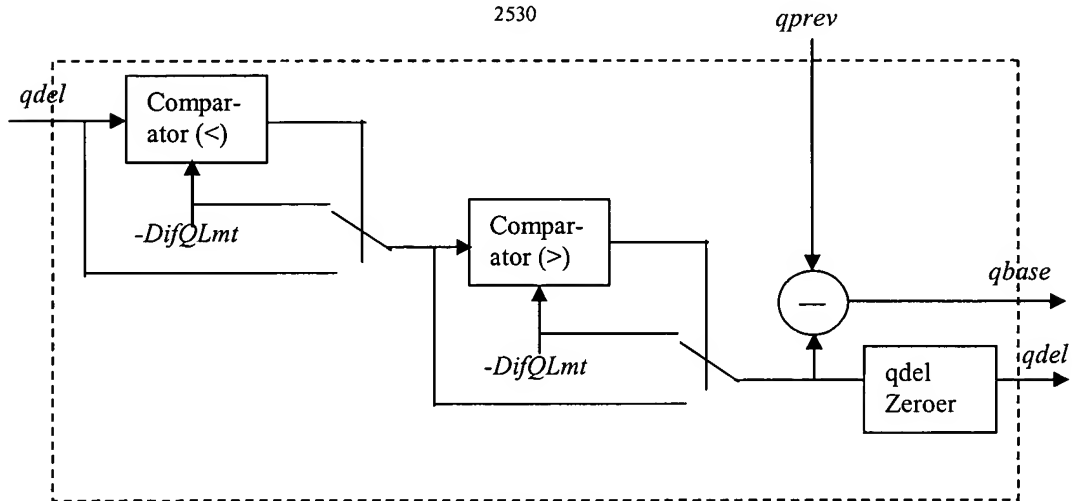 2530
qprev
qdel
Compar-
ator (<)
-DifQLmt
Compar-
ator (>)
-DifQLmt
—
qbase
qdel
qdel
Zeroer